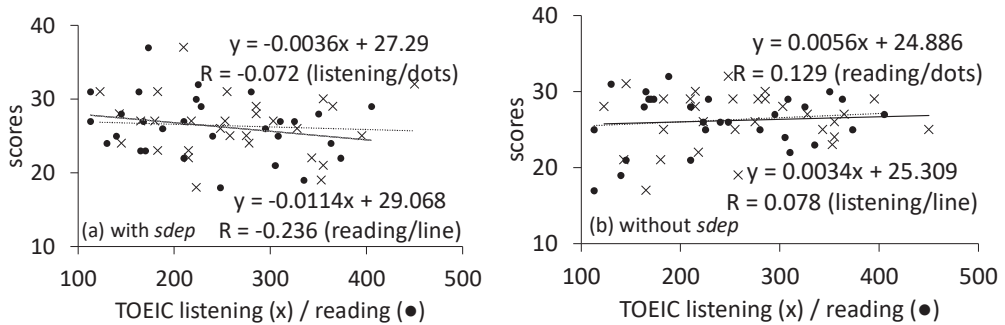 40
30
20
10
scores
y = -0.0036x + 27.29
R = -0.072 (listening/dots)
y = -0.0114x + 29.068
R = -0.236 (reading/line)
(a) with sdep
100 200 300 400 500
TOEIC listening (x) / reading (●)
40
30
20
10
scores
y = 0.0056x + 24.886
R = 0.129 (reading/dots)
y = 0.0034x + 25.309
R = 0.078 (listening/line)
(b) without sdep
100 200 300 400 500
TOEIC listening (x) / reading (●)